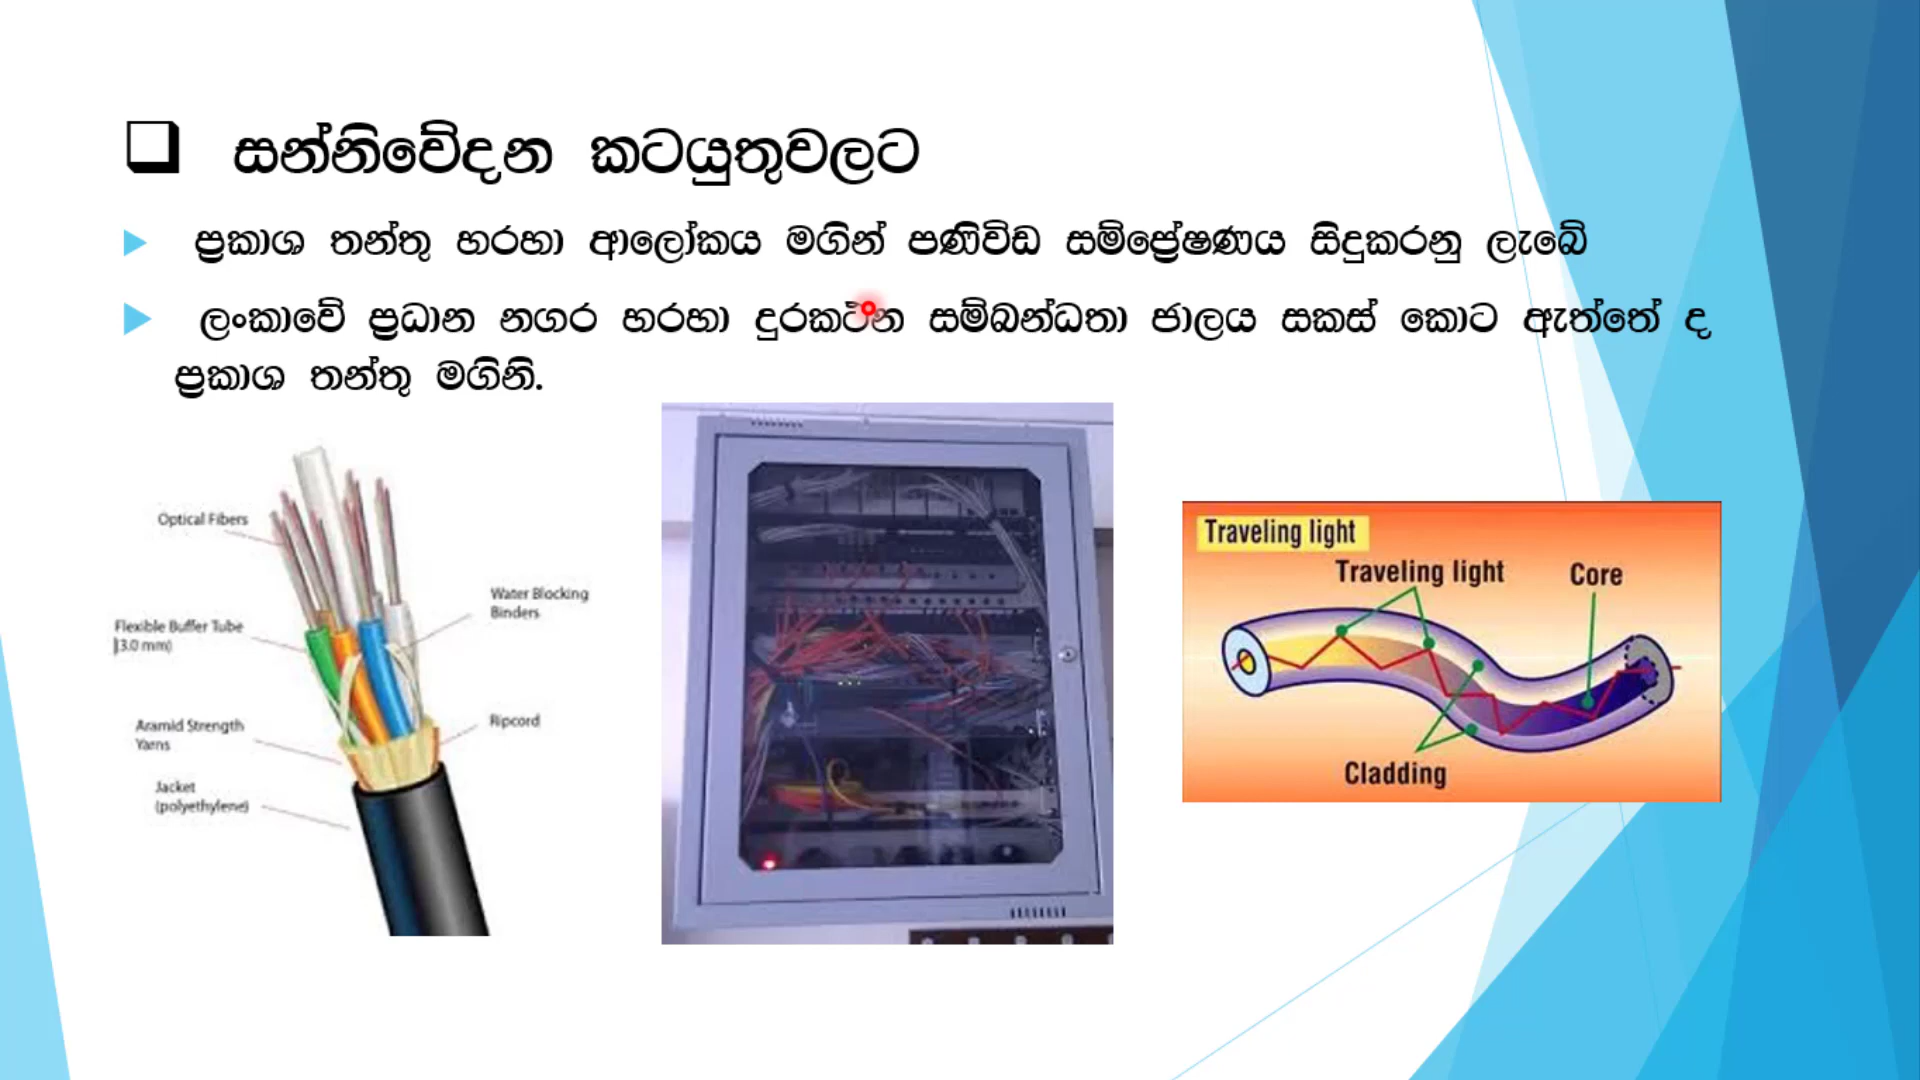 සන්නිවේදන කටයුතුවලට
ප්‍රකාශ තන්තු හරහා ආලෝකය මගින් පණිවිඩ සම්ප්‍රේෂණය සිදුකරනු ලැබේ
ලංකාවේ ප්‍රධාන නගර හරහා දුරකථන සම්බන්ධතා ජාලය සකස් කොට ඇත්තේ ද
ප්‍රකාශ තන්තු මගිනි.
Optical Fibers
Flexible Buffer Tube
(3.0 mm)
Water Blocking
Binders
Aramid Strength
Yarns
Ripcord
Jacket
(polyethylene)
Traveling light
Traveling light
Core
Cladding